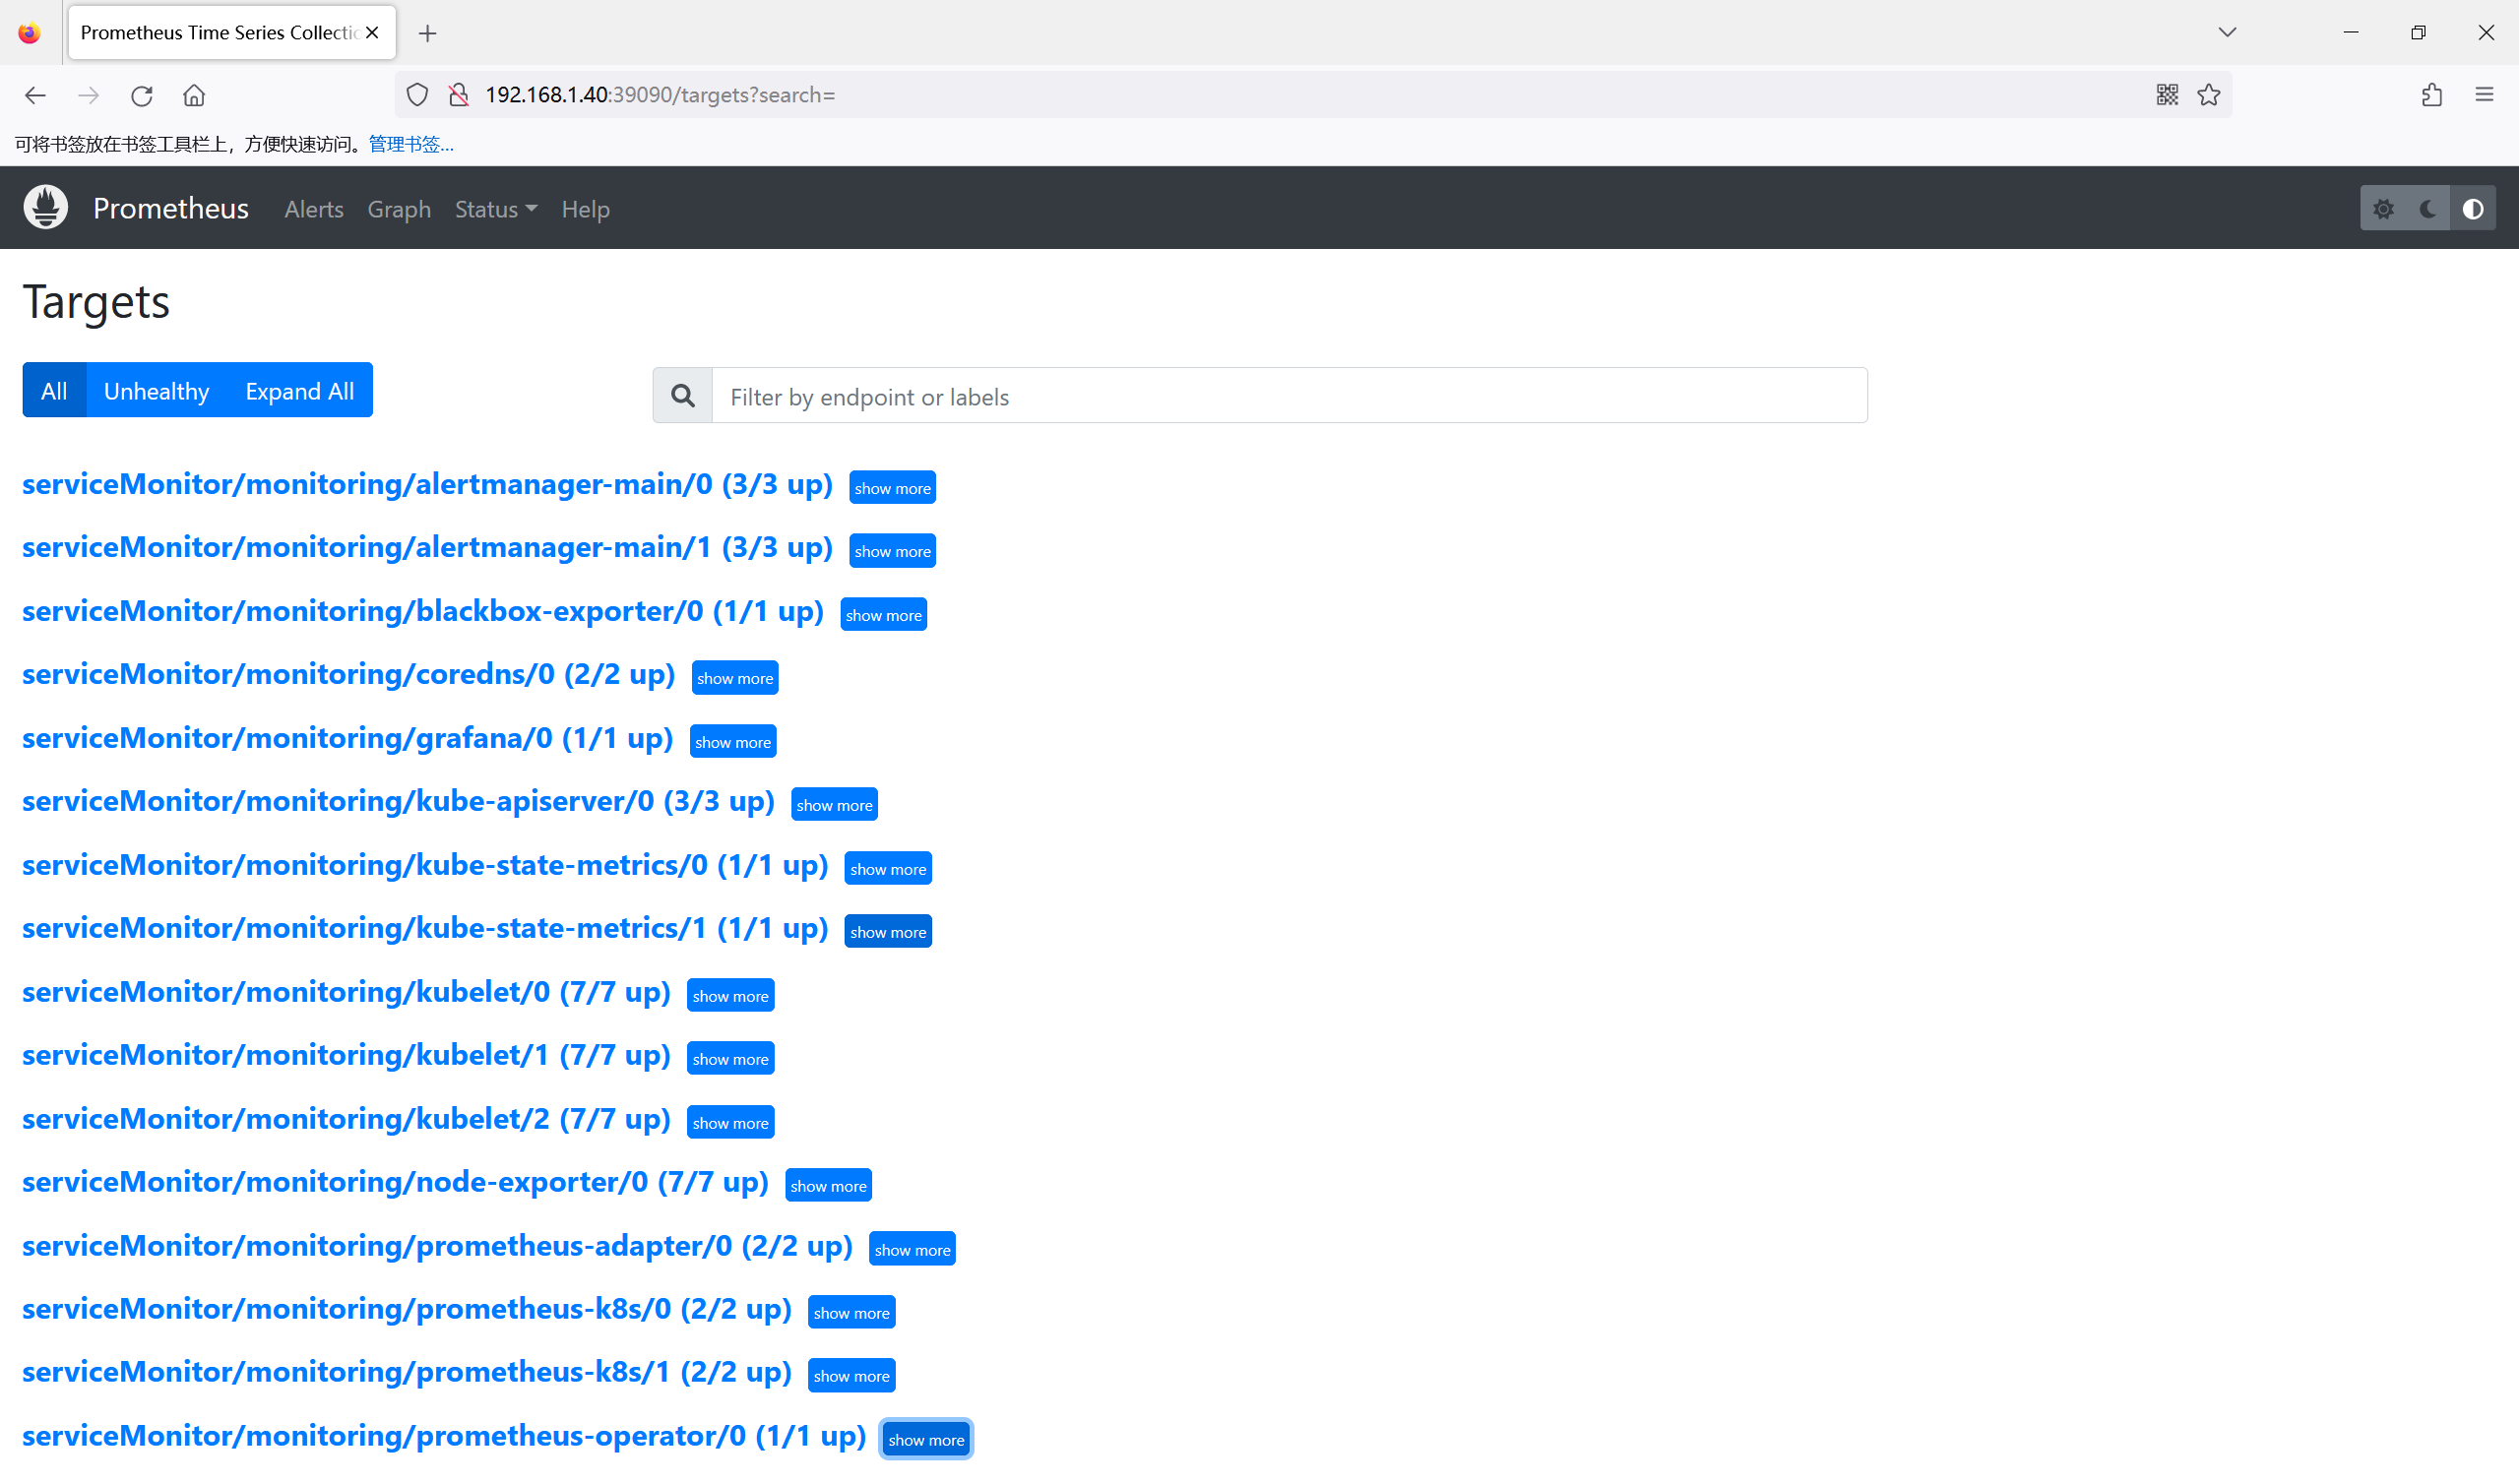 Prometheus Time Series Collectio
192.168.1.40:39090/targets?search=
可将书签放在书签工具栏上，方便快速访问。管理书签...
Prometheus Alerts Graph Status Help
Targets
All Unhealthy Expand All
Filter by endpoint or labels
serviceMonitor/monitoring/alertmanager-main/0 (3/3 up) show more
serviceMonitor/monitoring/alertmanager-main/1 (3/3 up) show more
serviceMonitor/monitoring/blackbox-exporter/0 (1/1 up) show more
serviceMonitor/monitoring/coredns/0 (2/2 up) show more
serviceMonitor/monitoring/grafana/0 (1/1 up) show more
serviceMonitor/monitoring/kube-apiserver/0 (3/3 up) show more
serviceMonitor/monitoring/kube-state-metrics/0 (1/1 up) show more
serviceMonitor/monitoring/kube-state-metrics/1 (1/1 up) show more
serviceMonitor/monitoring/kubelet/0 (7/7 up) show more
serviceMonitor/monitoring/kubelet/1 (7/7 up) show more
serviceMonitor/monitoring/kubelet/2 (7/7 up) show more
serviceMonitor/monitoring/node-exporter/0 (7/7 up) show more
serviceMonitor/monitoring/prometheus-adapter/0 (2/2 up) show more
serviceMonitor/monitoring/prometheus-k8s/0 (2/2 up) show more
serviceMonitor/monitoring/prometheus-k8s/1 (2/2 up) show more
serviceMonitor/monitoring/prometheus-operator/0 (1/1 up) show more